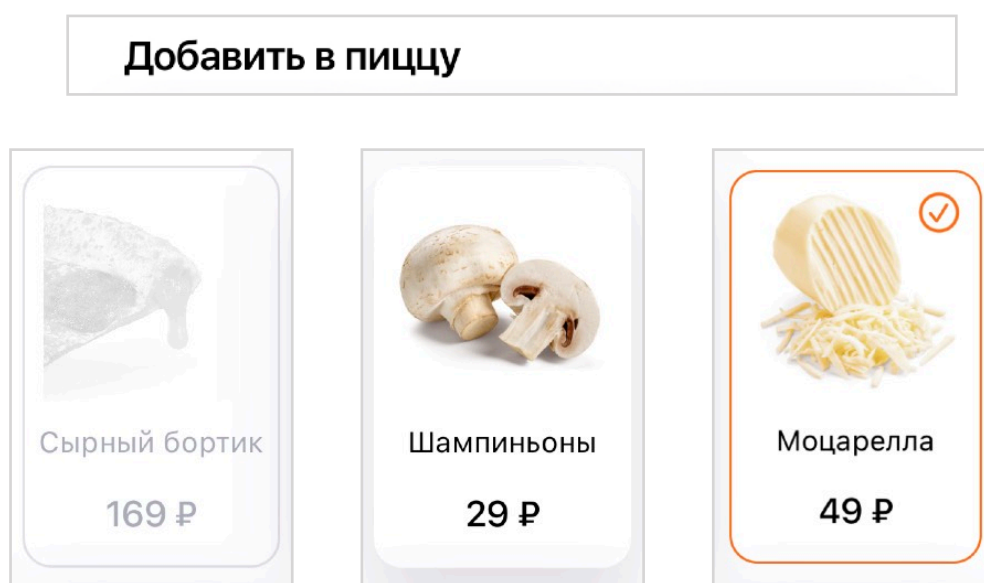 Добавить в пиццу
Сырный бортик
169 ₽
Шампиньоны
29 ₽
Моцарелла
49 ₽